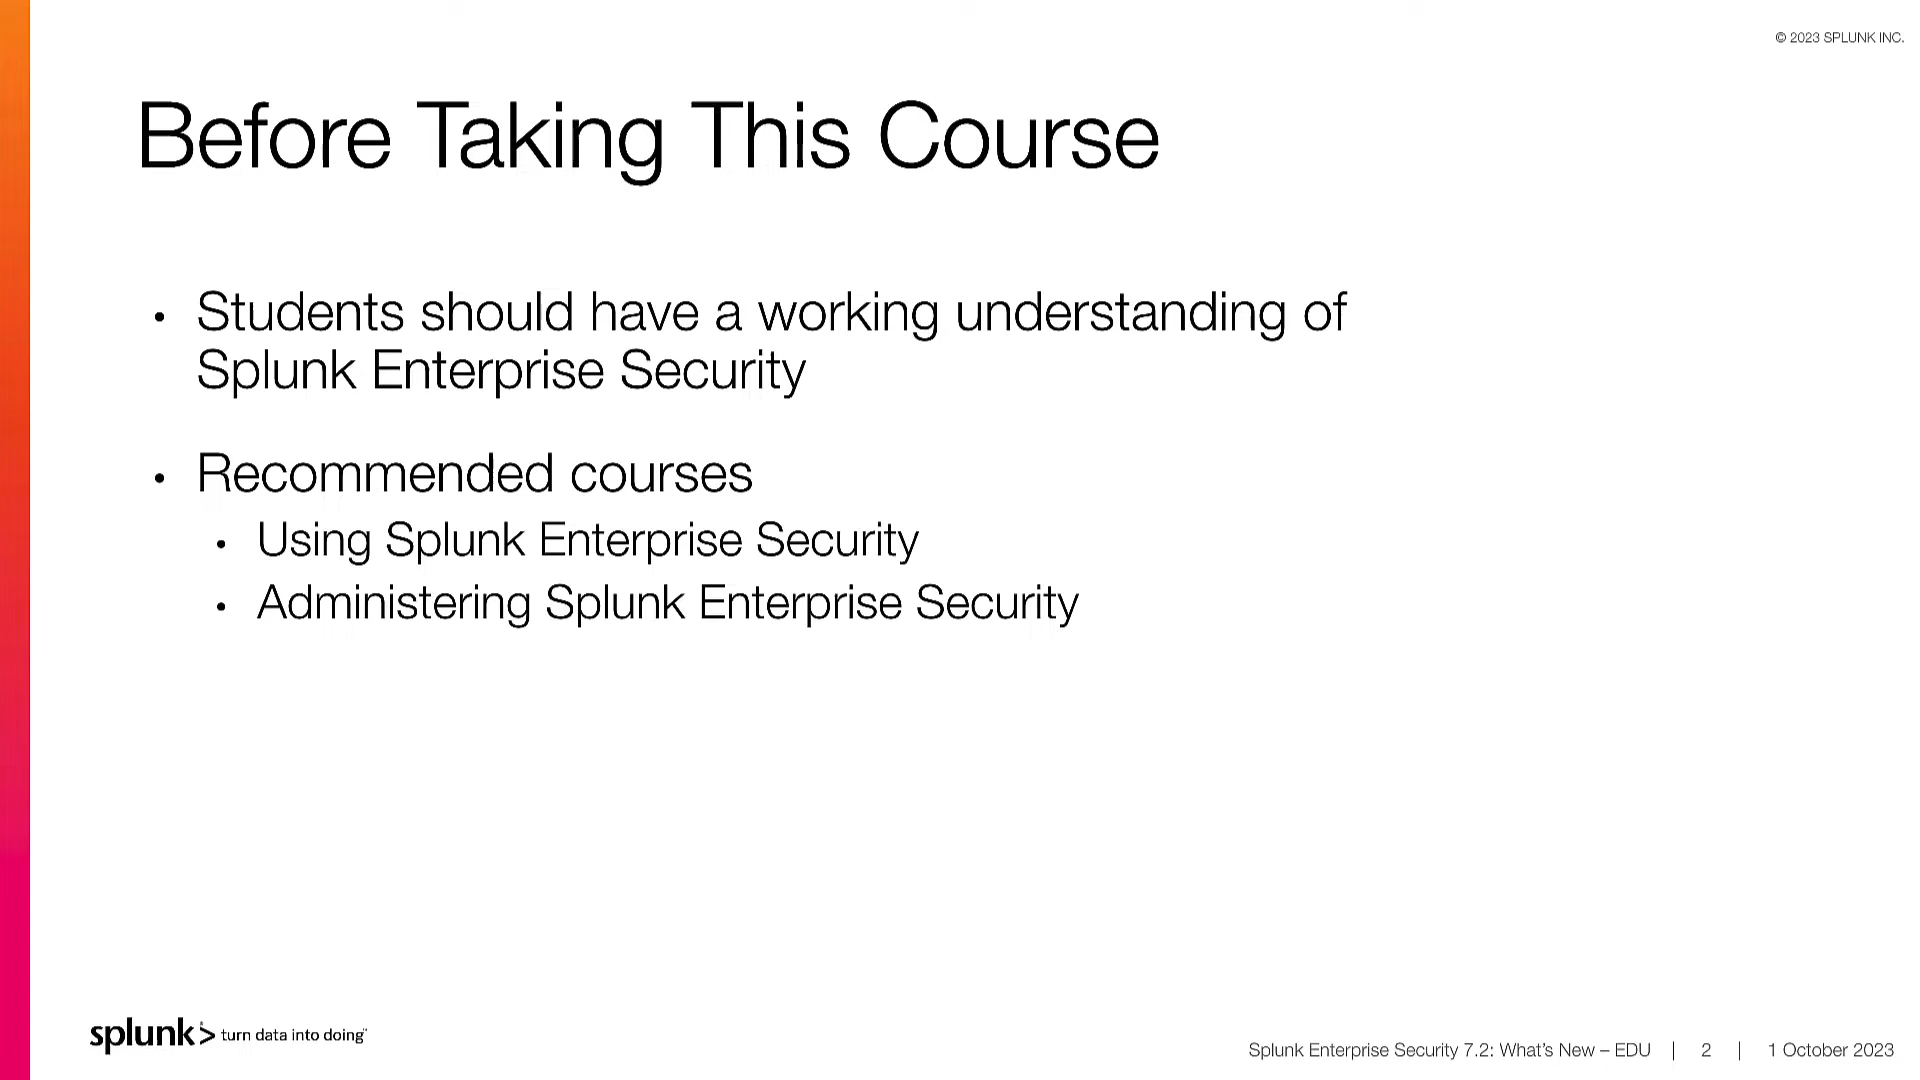 © 2023 SPLUNK INC.
Before Taking This Course
• Students should have a working understanding of
Splunk Enterprise Security
• Recommended courses
• Using Splunk Enterprise Security
• Administering Splunk Enterprise Security
splunk> turn data into doing™
Splunk Enterprise Security 7.2: What’s New – EDU | 2 | 1 October 2023